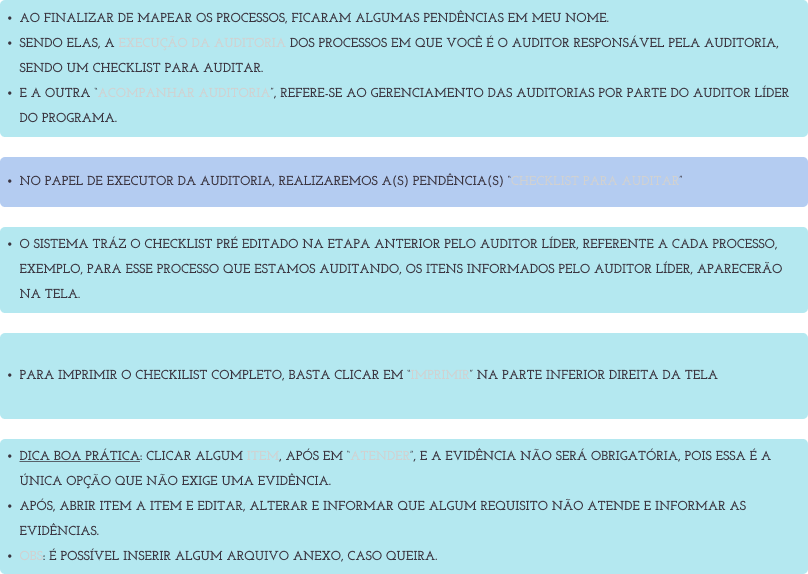 • AO FINALIZAR DE MAPEAR OS PROCESSOS, FICARAM ALGUMAS PENDÊNCIAS EM MEU NOME.
• SENDO ELAS, A EXECUÇÃO DA AUDITORIA DOS PROCESSOS EM QUE VOCÊ É O AUDITOR RESPONSÁVEL PELA AUDITORIA,
SENDO UM CHECKLIST PARA AUDITAR.
• E A OUTRA "ACOMPANHAR AUDITORIA", REFERE-SE AO GERENCIAMENTO DAS AUDITORIAS POR PARTE DO AUDITOR LÍDER
DO PROGRAMA.
• NO PAPEL DE EXECUTOR DA AUDITORIA, REALIZAREMOS A(S) PENDÊNCIA(S) "CHECKLIST PARA AUDITAR"
• O SISTEMA TRÁZ O CHECKLIST PRÉ EDITADO NA ETAPA ANTERIOR PELO AUDITOR LÍDER, REFERENTE A CADA PROCESSO,
EXEMPLO, PARA ESSE PROCESSO QUE ESTAMOS AUDITANDO, OS ITENS INFORMADOS PELO AUDITOR LÍDER, APARECERÃO
NA TELA.
• PARA IMPRIMIR O CHECKILIST COMPLETO, BASTA CLICAR EM "IMPRIMIR" NA PARTE INFERIOR DIREITA DA TELA
• DICA BOA PRÁTICA: CLICAR ALGUM ITEM, APÓS EM "ATENDER", E A EVIDÊNCIA NÃO SERÁ OBRIGATÓRIA, POIS ESSA É A
ÚNICA OPÇÃO QUE NÃO EXIGE UMA EVIDÊNCIA.
• APÓS, ABRIR ITEM A ITEM E EDITAR, ALTERAR E INFORMAR QUE ALGUM REQUISITO NÃO ATENDE E INFORMAR AS
EVIDÊNCIAS.
• OBS: É POSSÍVEL INSERIR ALGUM ARQUIVO ANEXO, CASO QUEIRA.